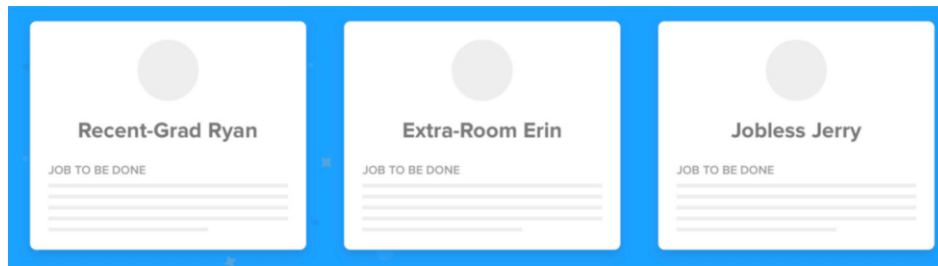 Recent-Grad Ryan
JOB TO BE DONE
Extra-Room Erin
JOB TO BE DONE
Jobless Jerry
JOB TO BE DONE